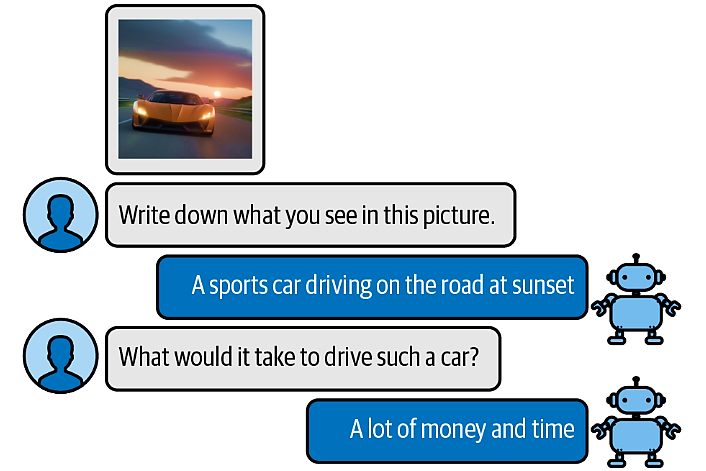 Write down what you see in this picture.
A sports car driving on the road at sunset
What would it take to drive such a car?
A lot of money and time